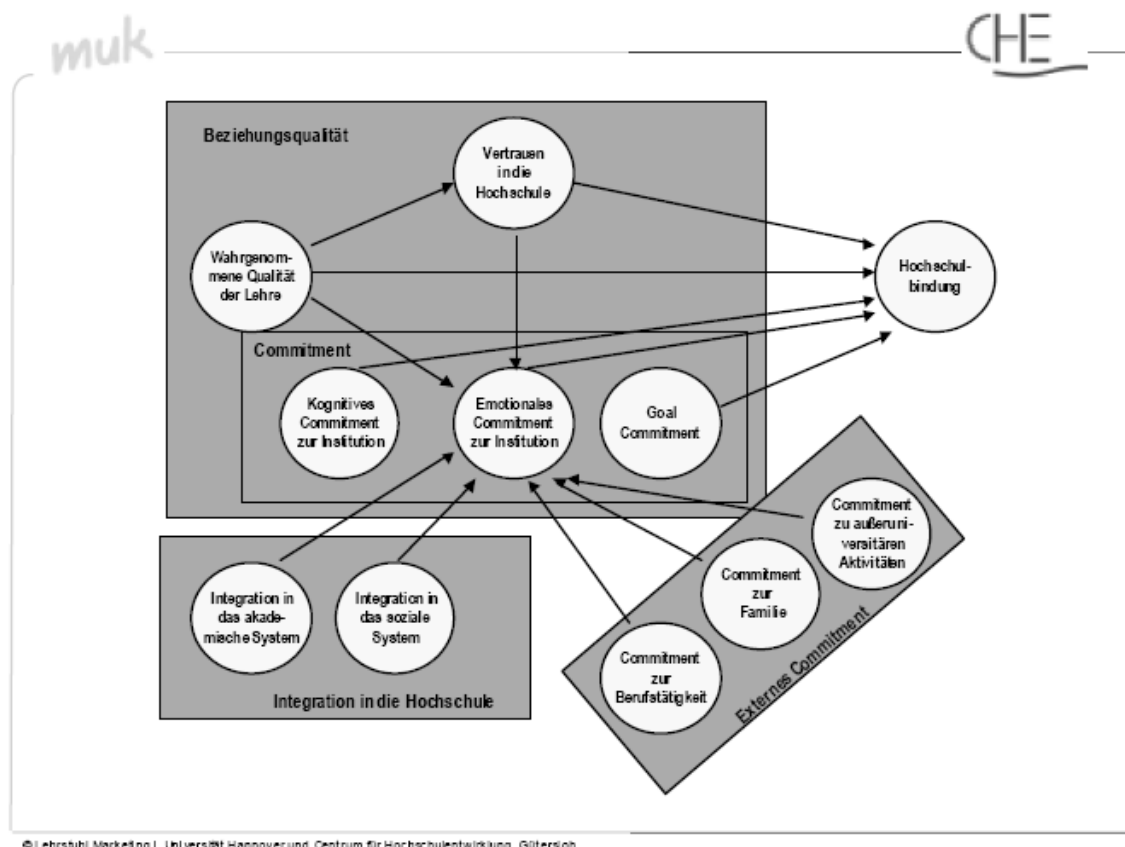 muk
CHE
Beziehungsqualität
Vertrauen
in die
Hochschule
Wahrgenom-
mene Qualität
der Lehre
Hochschul-
bindung
Commitment
Kognitives
Commitment
zur Institution
Emotionales
Commitment
zur Institution
Goal
Commitment
Commitment
zu außeruni-
versitären
Aktivitäten
Commitment
zur
Familie
Commitment
zur
Berufstätigkeit
Externes Commitment
Integration in
das akade-
mische System
Integration in
das soziale
System
Integration in die Hochschule
© Lehrstuhl Marketing I, Universität Hannover und Centrum für Hochschulentwicklung, Gütersloh